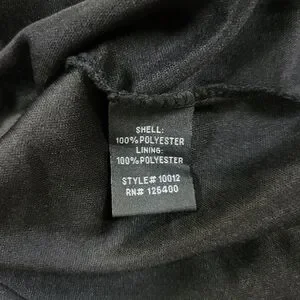 SHELL:
100% POLYESTER
LINING:
100% POLYESTER
STYLE# 10012
RN# 126400